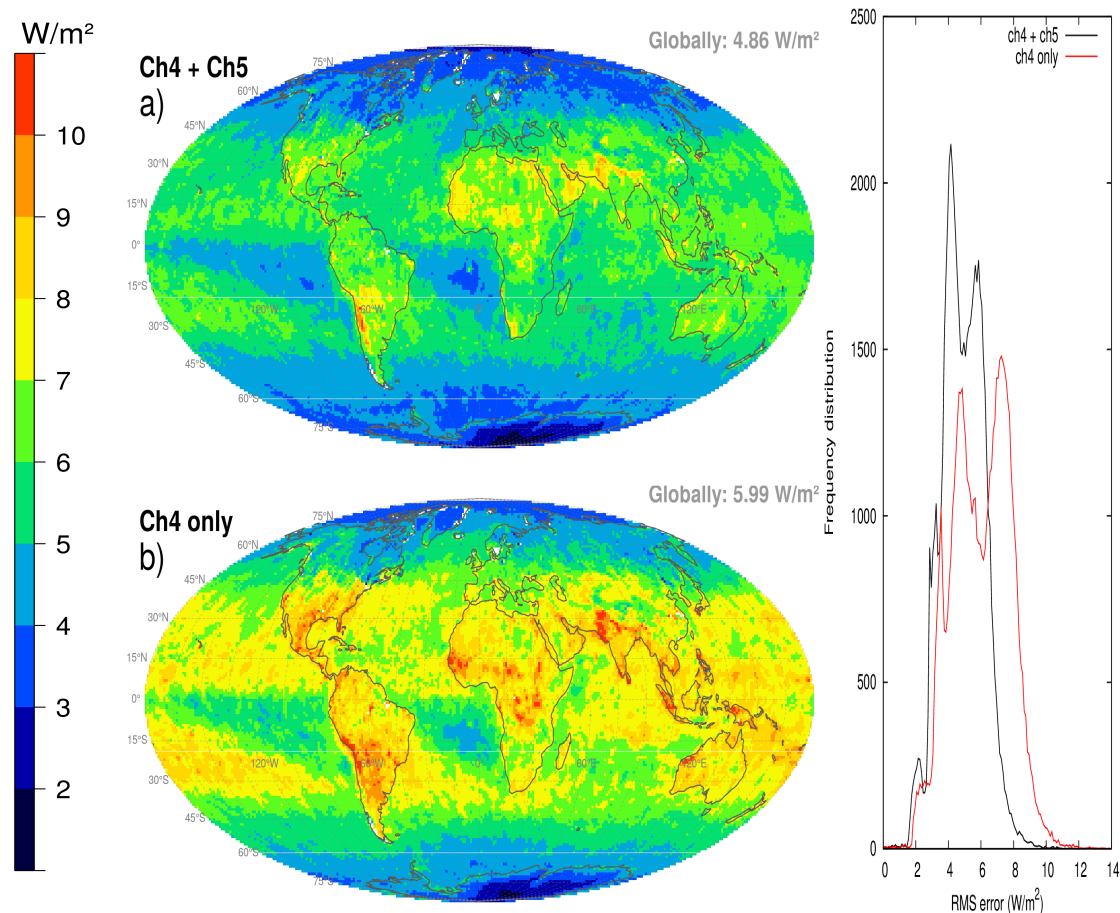 W/m²
10
9
8
7
6
5
4
3
2
Ch4 + Ch5
a)
Globally: 4.86 W/m²
75°N
60°N
45°N
30°N
15°N
0°
15°S
30°S
45°S
60°S
75°S
120°W
60°W
0°
60°E
120°E
Ch4 only
b)
Globally: 5.99 W/m²
75°N
60°N
45°N
30°N
15°N
0°
15°S
30°S
45°S
60°S
75°S
120°W
60°W
0°
60°E
120°E
ch4 + ch5
ch4 only
Frequency distribution
2500
2000
1500
1000
500
0
0 2 4 6 8 10 12 14
RMS error (W/m²)